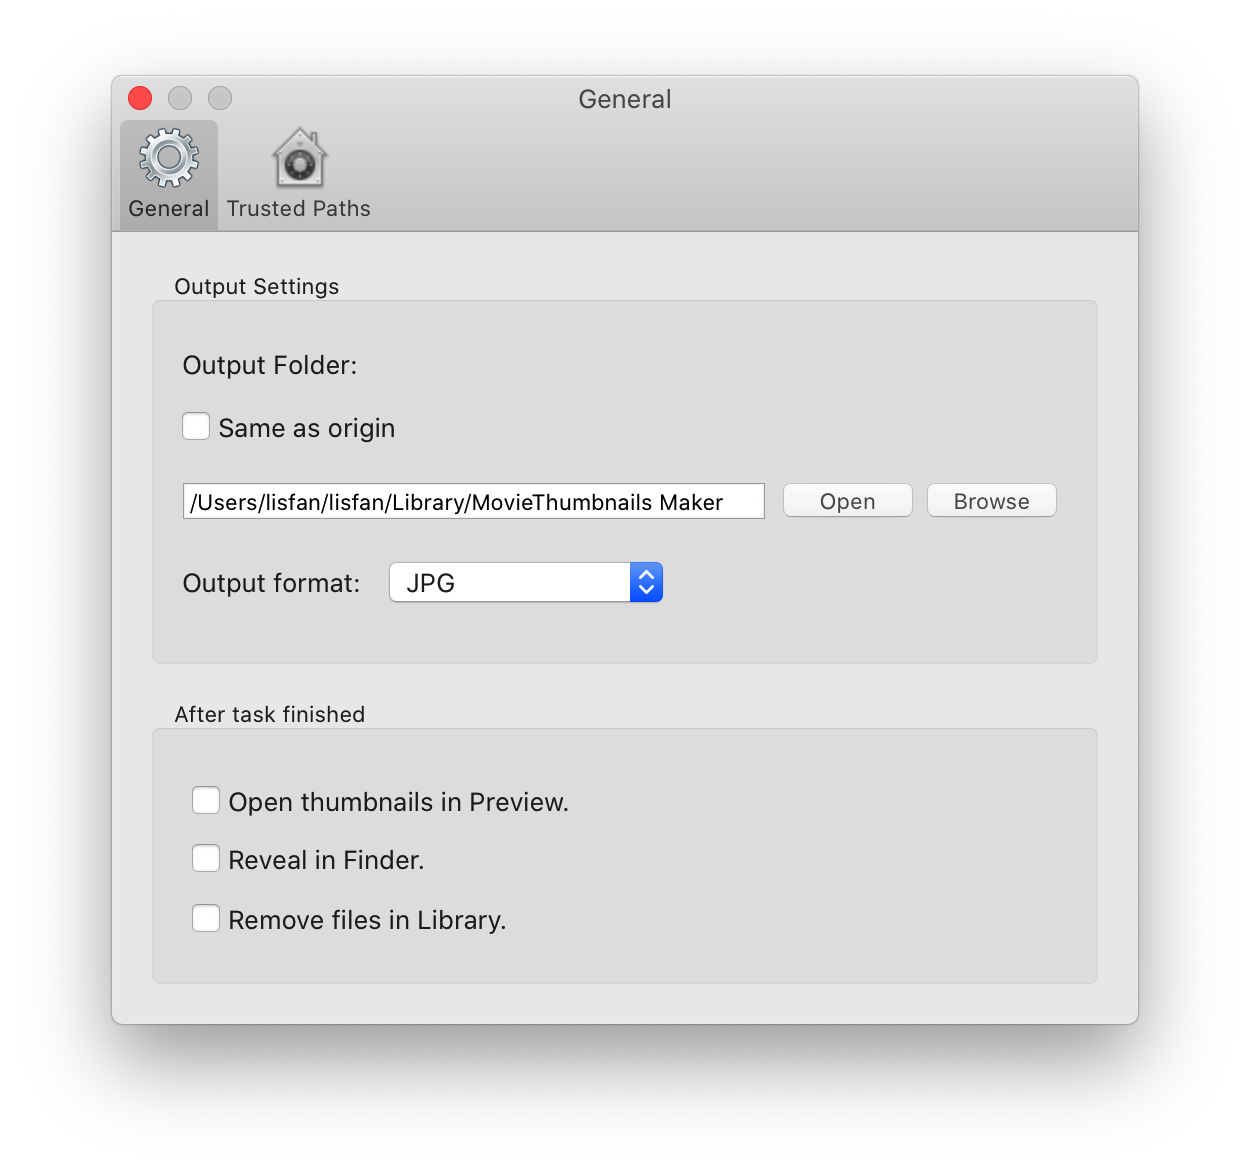 General
General
Trusted Paths
Output Settings
Output Folder:
Same as origin
/Users/lisfan/lisfan/Library/MovieThumbnails Maker
Open
Browse
Output format:
JPG
After task finished
Open thumbnails in Preview.
Reveal in Finder.
Remove files in Library.